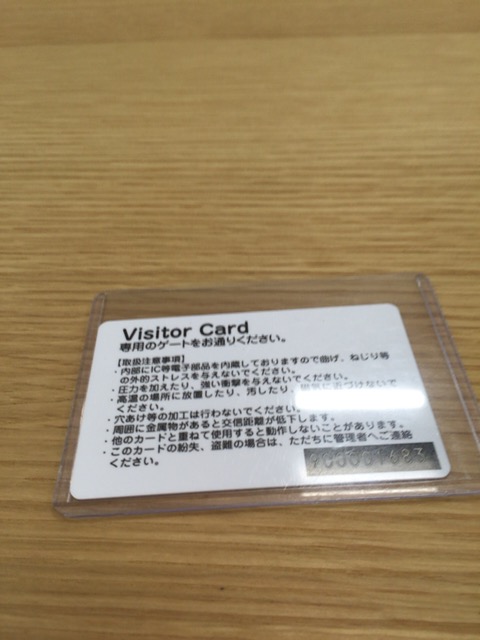 Visitor Card
専用のゲートをお通りください。
【取扱注意事項】
・内部にIC等電子部品を内蔵しておりますので曲げ、ねじり等
の外的ストレスを与えないでください。
・圧力を加えたり、強い衝撃を与えないでください。
・高温の場所に放置したり、汚したり、磁気に近づけないで
ください。
・穴あけ等の加工は行わないでください。
・周囲に金属物があると交信距離が低下します。
・他のカードと重ねて使用すると動作しないことがあります。
・このカードの紛失、盗難の場合は、ただちに管理者へご連絡
ください。